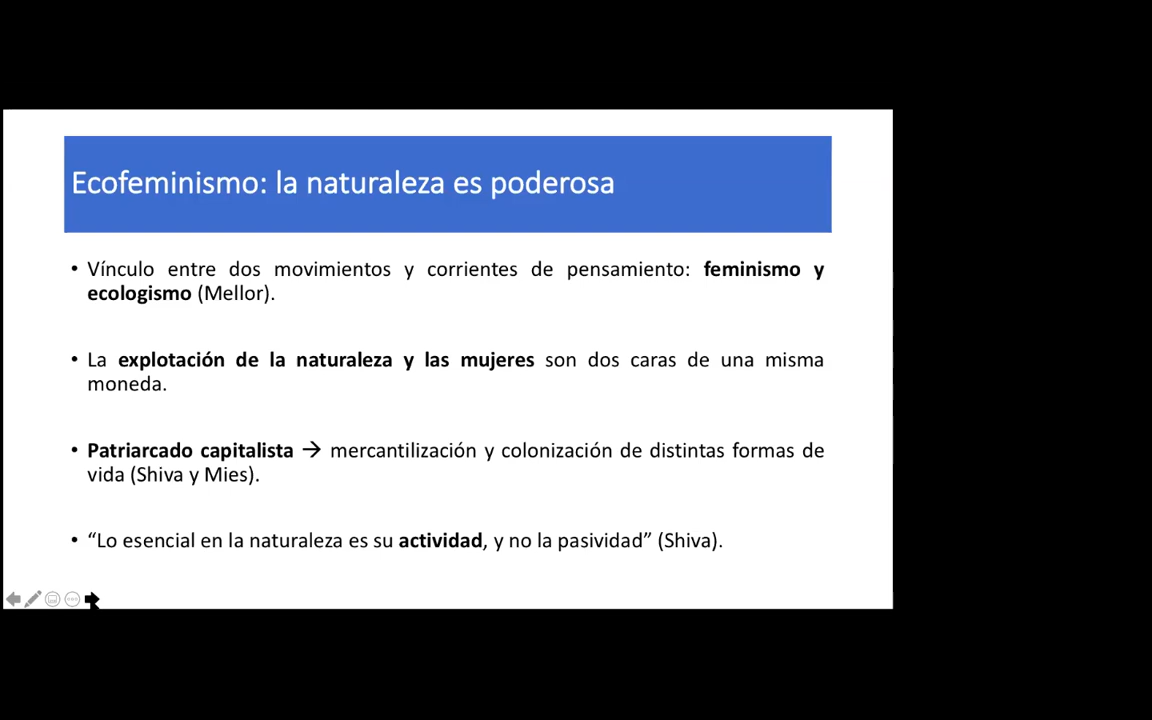 Ecofeminismo: la naturaleza es poderosa
• Vínculo entre dos movimientos y corrientes de pensamiento: feminismo y
ecologismo (Mellor).
• La explotación de la naturaleza y las mujeres son dos caras de una misma
moneda.
• Patriarcado capitalista → mercantilización y colonización de distintas formas de
vida (Shiva y Mies).
• “Lo esencial en la naturaleza es su actividad, y no la pasividad” (Shiva).